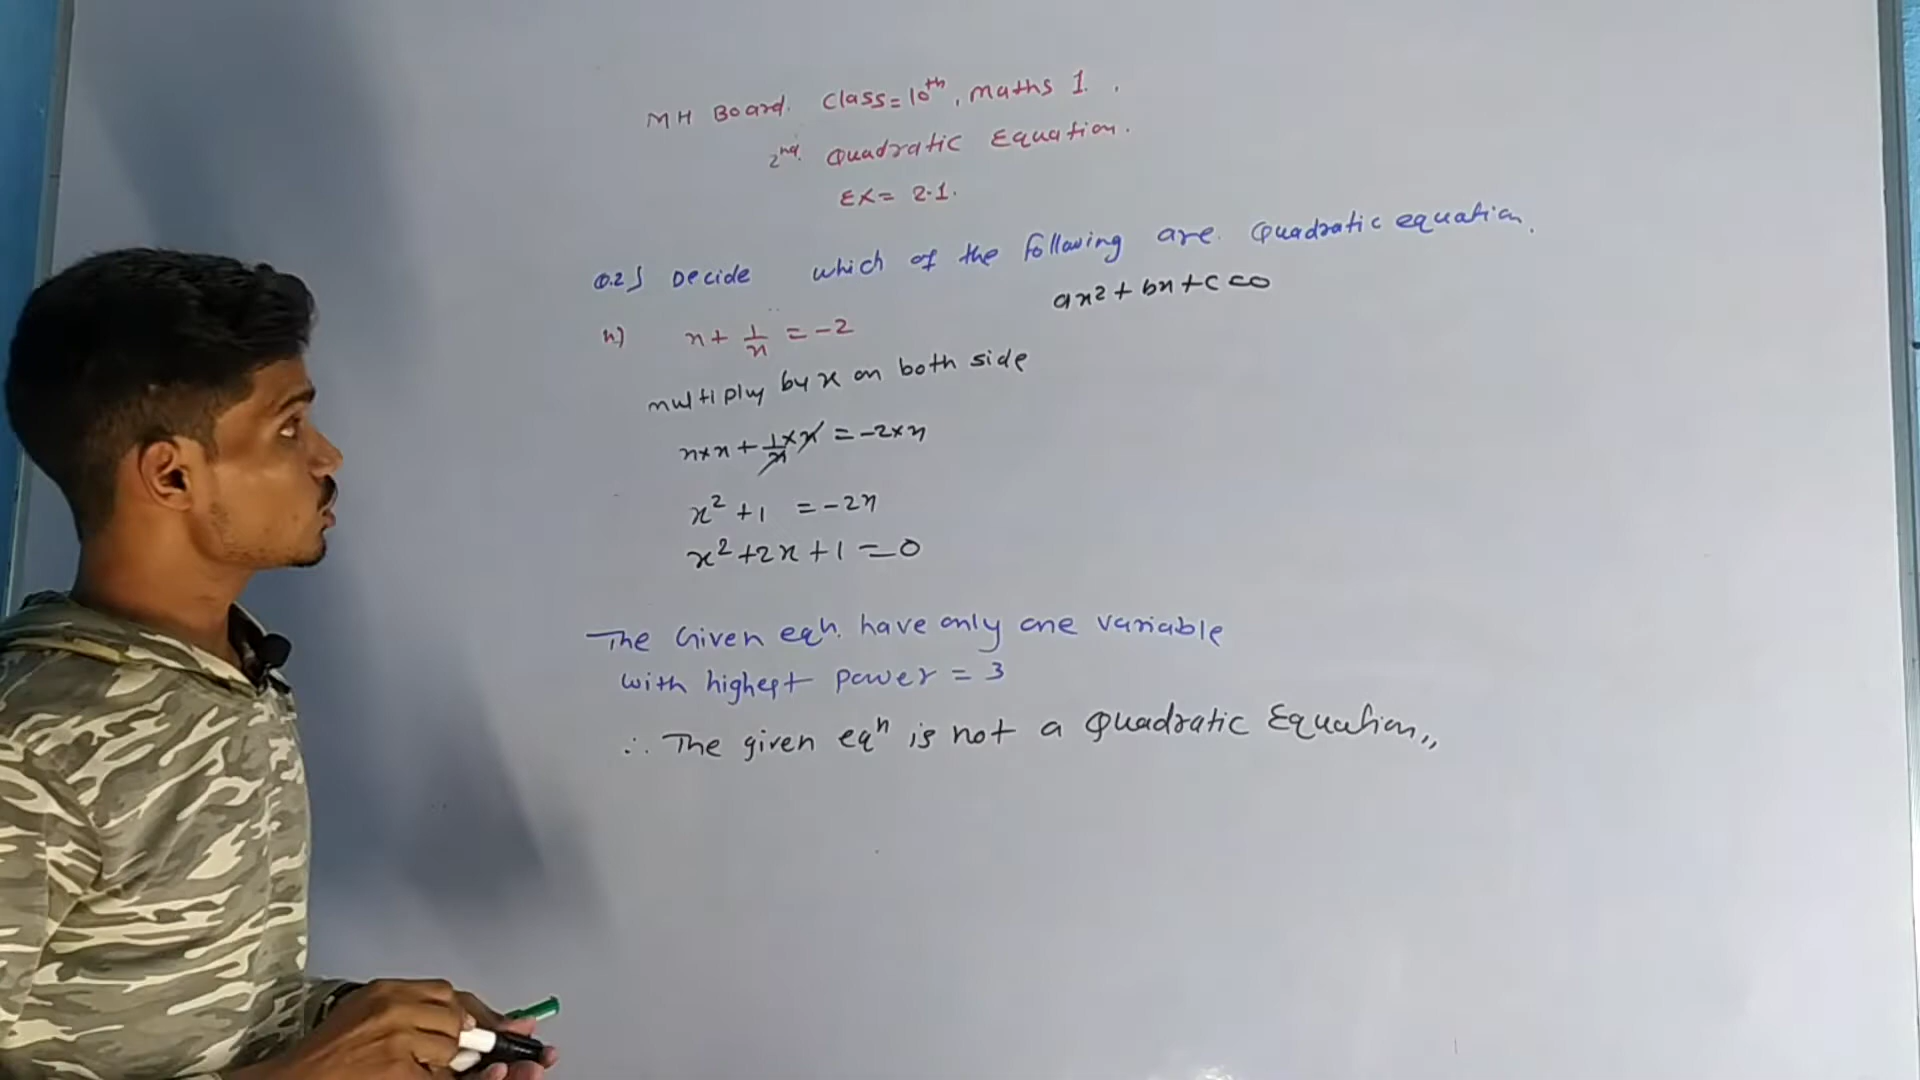 MH Board. Class = 10th, Maths 1.
2nd. Quadratic Equation.
EX = 2.1.
Q.2) Decide which of the following are Quadratic equation.
ax² + bx + c = 0
x + 1/x = -2
multiply by x on both side
x × x + 1/x × x = -2 × x
x² + 1 = -2x
x² + 2x + 1 = 0
The Given eqn. have only one variable
with highest power = 3
∴ The given eqn is not a Quadratic Equation,,